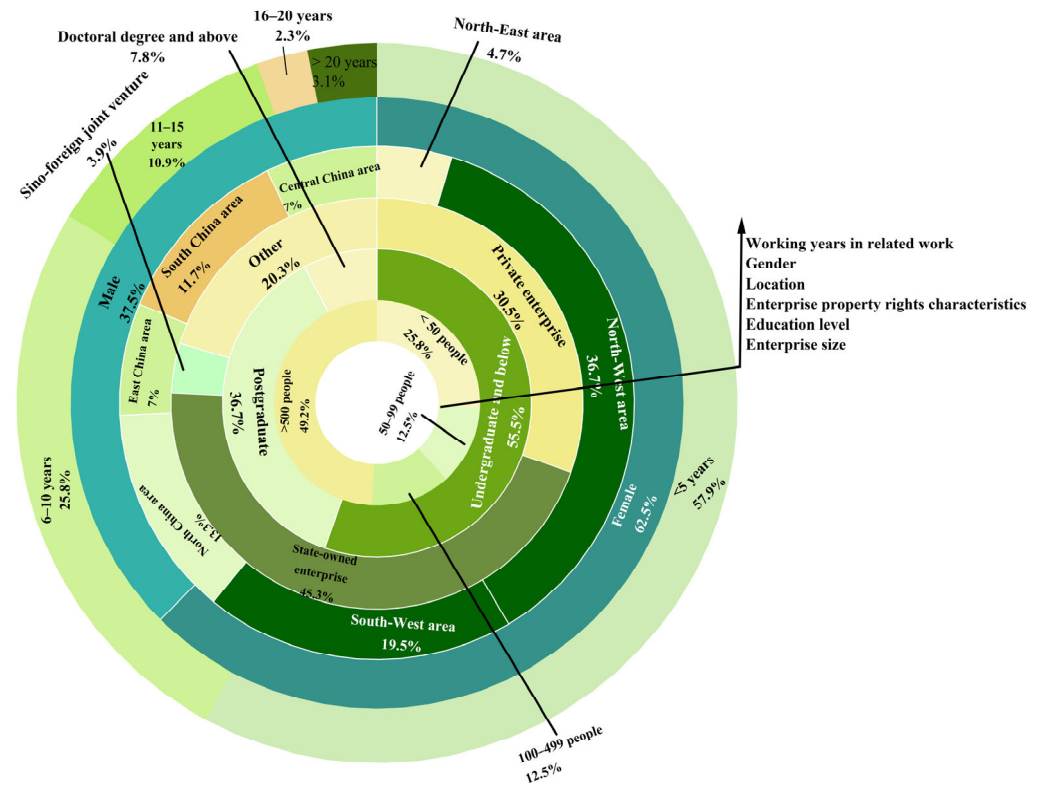 16–20 years
2.3%
Doctoral degree and above
7.8%
North-East area
4.7%
> 20 years
3.1%
Sino-foreign joint venture
3.9%
11–15
years
10.9%
Central China area
7%
South China area
11.7%
Other
20.3%
Private enterprise
30.5%
Working years in related work
Gender
Location
Enterprise property rights characteristics
Education level
Enterprise size
Male
37.5%
< 50 people
25.8%
North-West area
36.7%
East China area
7%
Postgraduate
36.7%
>500 people
49.2%
50–99 people
12.5%
Undergraduate and below
55.5%
6–10 years
25.8%
<5 years
57.9%
Female
62.5%
North China area
13.3%
State-owned
enterprise
45.3%
South-West area
19.5%
100–499 people
12.5%